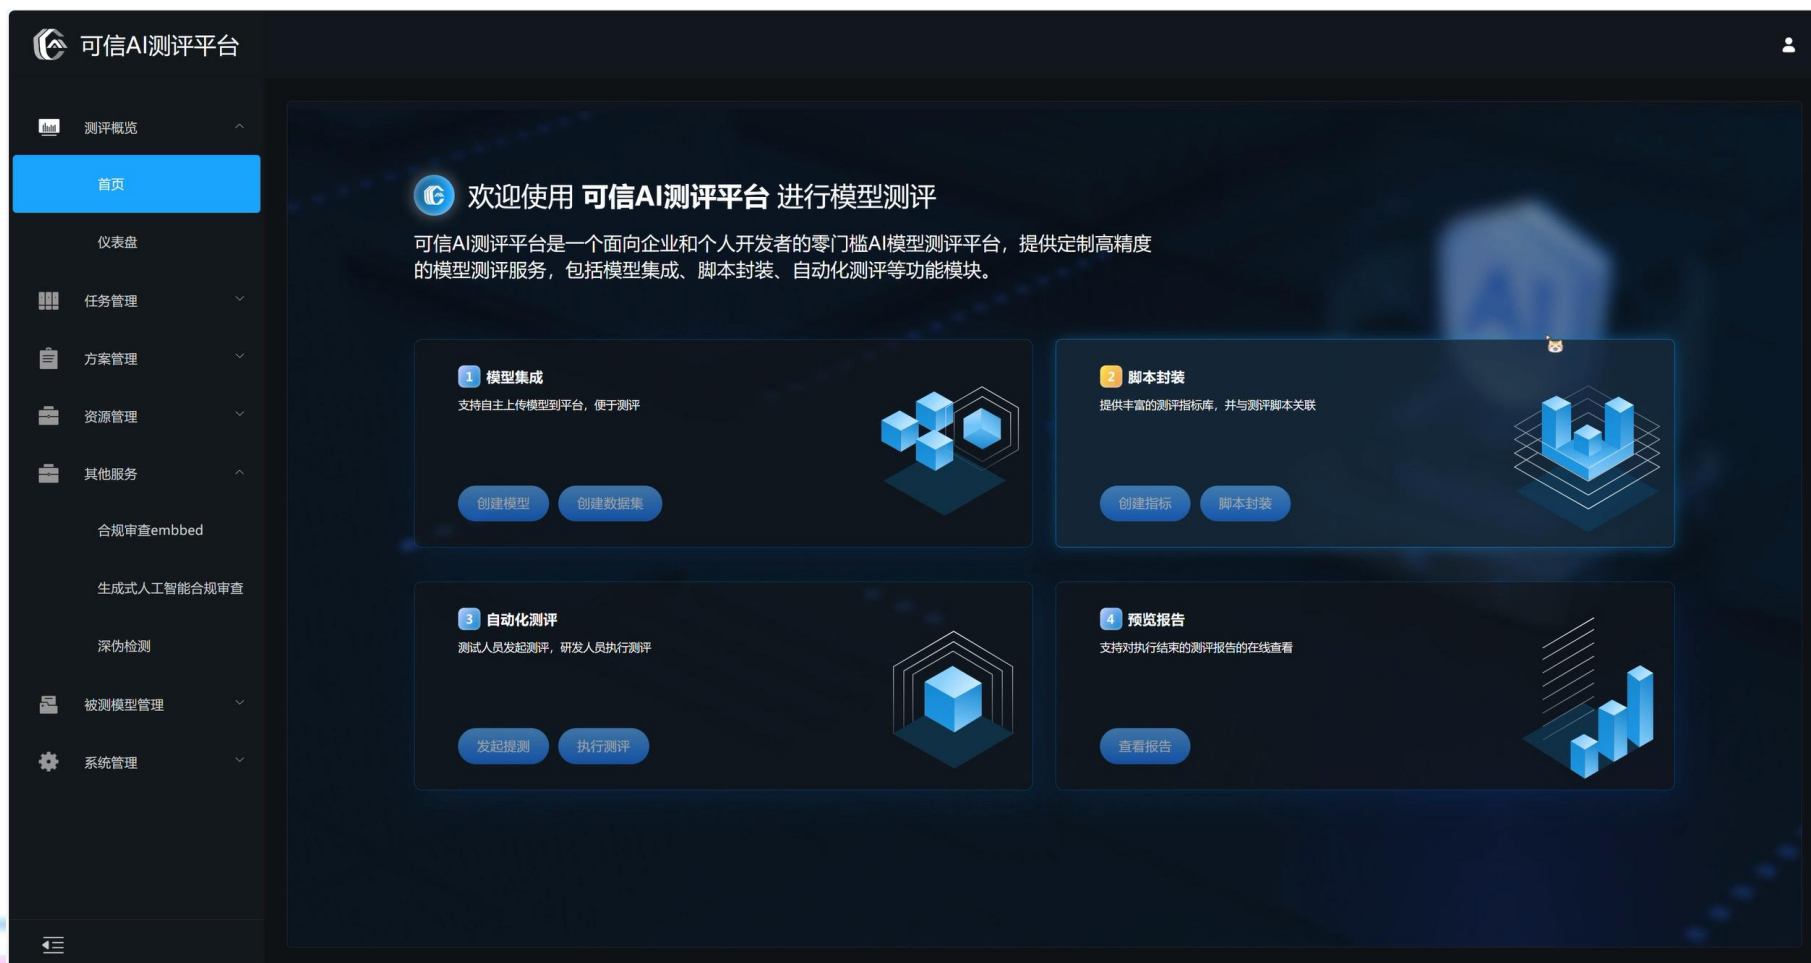 可信AI测评平台
测评概览
首页
仪表盘
任务管理
方案管理
资源管理
其他服务
合规审查embbed
生成式人工智能合规审查
深伪检测
被测模型管理
系统管理
欢迎使用 可信AI测评平台 进行模型测评
可信AI测评平台是一个面向企业和个人开发者的零门槛AI模型测评平台，提供定制高精度
的模型测评服务，包括模型集成、脚本封装、自动化测评等功能模块。
1 模型集成
支持自主上传模型到平台，便于测评
创建模型 创建数据集
2 脚本封装
提供丰富的测评指标库，并与测评脚本关联
创建指标 脚本封装
3 自动化测评
测试人员发起测评，研发人员执行测评
发起提测 执行测评
4 预览报告
支持对执行结束的测评报告的在线查看
查看报告
AI